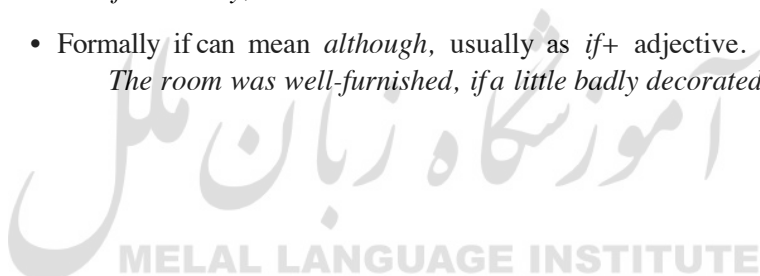 • Formally if can mean although, usually as if+ adjective.
The room was well-furnished, if a little badly decorated
آموزشگاه زبان ملل
MELAL LANGUAGE INSTITUTE